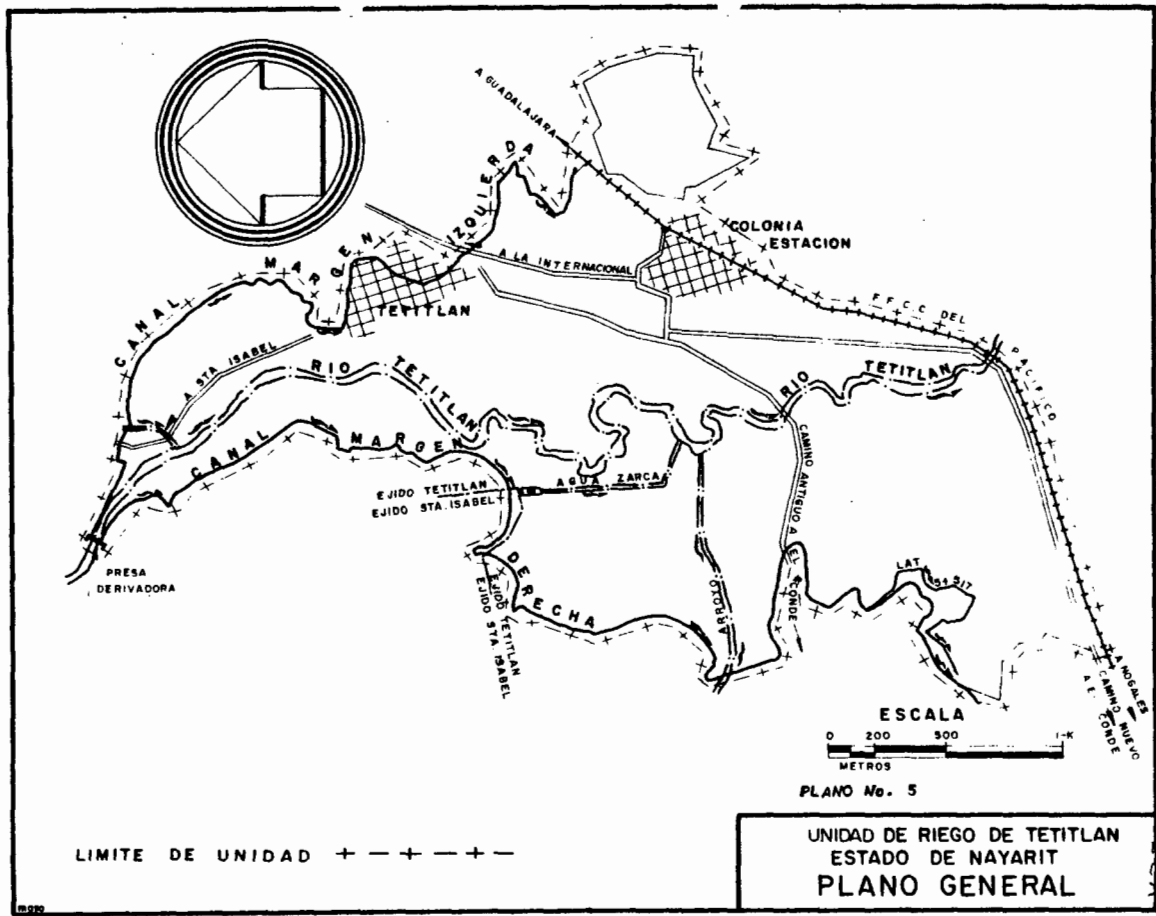 A GUADALAJARA
COLONIA
ESTACION
CANAL MARGEN IZQUIERDA
A LA INTERNACIONAL
TETITLAN
F.F.C.C. DEL PACIFICO
A STA ISABEL
RIO TETITLAN
RIO TETITLAN
CANAL MARGEN DERECHA
AGUA ZARCA
EJIDO TETITLAN
EJIDO STA. ISABEL
CAMINO ANTIGUO A EL CONDE
PRESA
DERIVADORA
EJIDO TETITLAN
EJIDO STA. ISABEL
ARROYO
LAT.
A NOGALES
CAMINO NUEVO
A E. CONDE
ESCALA
0 200 500 1-K
METROS
PLANO No. 5
LIMITE DE UNIDAD
UNIDAD DE RIEGO DE TETITLAN
ESTADO DE NAYARIT
PLANO GENERAL